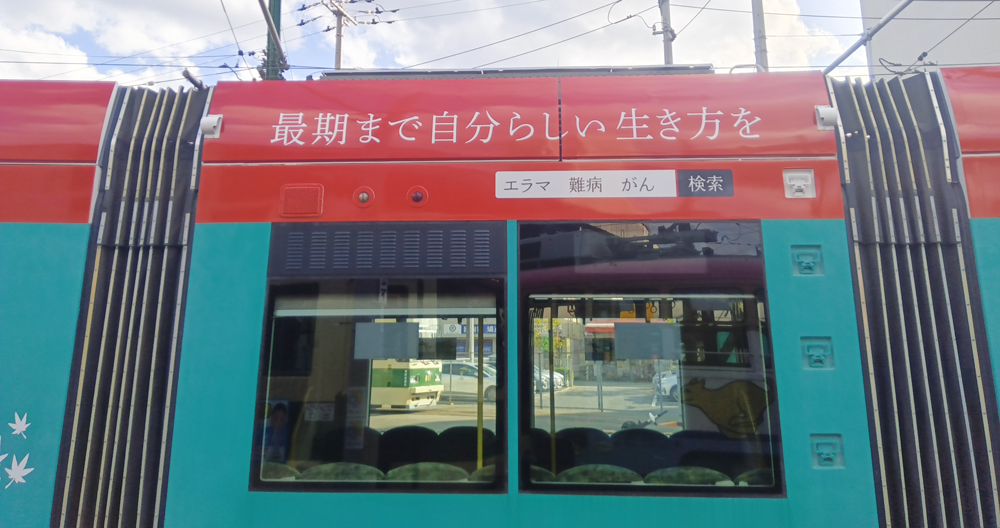 最期まで自分らしい生き方を
エラマ 難病 がん 検索